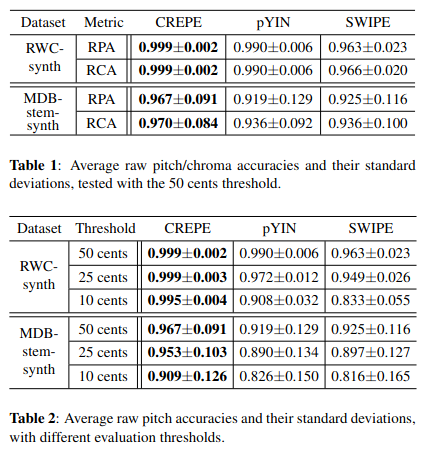 Dataset Metric CREPE pYIN SWIPE
RWC- RPA 0.999±0.002 0.990±0.006 0.963±0.023
synth RCA 0.999±0.002 0.990±0.006 0.966±0.020
MDB- RPA 0.967±0.091 0.919±0.129 0.925±0.116
stem-
synth RCA 0.970±0.084 0.936±0.092 0.936±0.100
Table 1: Average raw pitch/chroma accuracies and their standard
deviations, tested with the 50 cents threshold.
Dataset Threshold CREPE pYIN SWIPE
50 cents 0.999±0.002 0.990±0.006 0.963±0.023
RWC-
synth 25 cents 0.999±0.003 0.972±0.012 0.949±0.026
10 cents 0.995±0.004 0.908±0.032 0.833±0.055
MDB- 50 cents 0.967±0.091 0.919±0.129 0.925±0.116
stem- 25 cents 0.953±0.103 0.890±0.134 0.897±0.127
synth 10 cents 0.909±0.126 0.826±0.150 0.816±0.165
Table 2: Average raw pitch accuracies and their standard deviations,
with different evaluation thresholds.